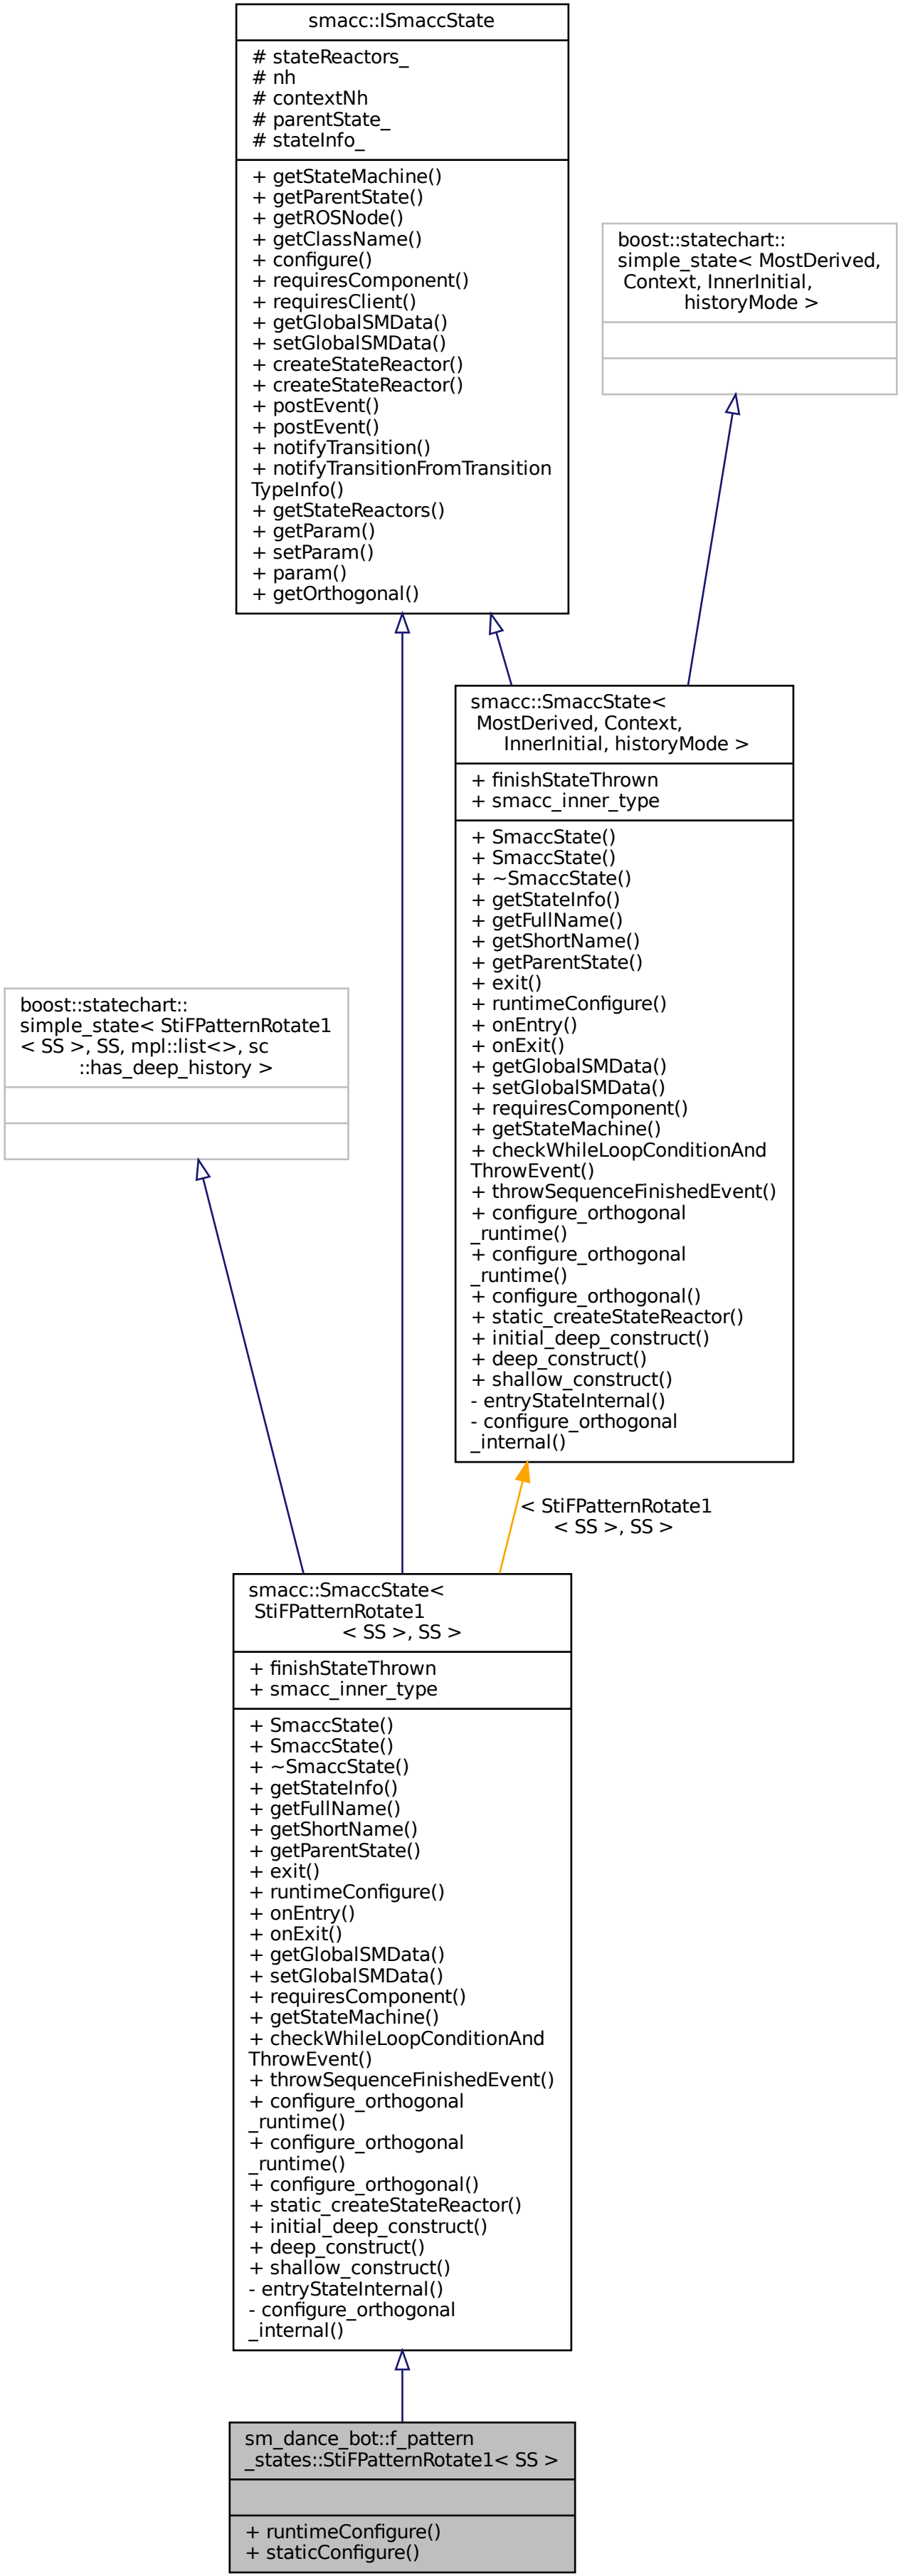 smacc::ISmaccState
# stateReactors_
# nh
# contextNh
# parentState_
# stateInfo_
+ getStateMachine()
+ getParentState()
+ getROSNode()
+ getClassName()
+ configure()
+ requiresComponent()
+ requiresClient()
+ getGlobalSMData()
+ setGlobalSMData()
+ createStateReactor()
+ createStateReactor()
+ postEvent()
+ postEvent()
+ notifyTransition()
+ notifyTransitionFromTransition
TypeInfo()
+ getStateReactors()
+ getParam()
+ setParam()
+ param()
+ getOrthogonal()
boost::statechart::
simple_state< MostDerived,
Context, InnerInitial,
historyMode >
smacc::SmaccState<
MostDerived, Context,
InnerInitial, historyMode >
+ finishStateThrown
+ smacc_inner_type
+ SmaccState()
+ SmaccState()
+ ~SmaccState()
+ getStateInfo()
+ getFullName()
+ getShortName()
+ getParentState()
+ exit()
+ runtimeConfigure()
+ onEntry()
+ onExit()
+ getGlobalSMData()
+ setGlobalSMData()
+ requiresComponent()
+ getStateMachine()
+ checkWhileLoopConditionAnd
ThrowEvent()
+ throwSequenceFinishedEvent()
+ configure_orthogonal
_runtime()
+ configure_orthogonal
_runtime()
+ configure_orthogonal()
+ static_createStateReactor()
+ initial_deep_construct()
+ deep_construct()
+ shallow_construct()
- entryStateInternal()
- configure_orthogonal
_internal()
boost::statechart::
simple_state< StiFPatternRotate1
< SS >, SS, mpl::list<>, sc
::has_deep_history >
< StiFPatternRotate1
< SS >, SS >
smacc::SmaccState<
StiFPatternRotate1
< SS >, SS >
+ finishStateThrown
+ smacc_inner_type
+ SmaccState()
+ SmaccState()
+ ~SmaccState()
+ getStateInfo()
+ getFullName()
+ getShortName()
+ getParentState()
+ exit()
+ runtimeConfigure()
+ onEntry()
+ onExit()
+ getGlobalSMData()
+ setGlobalSMData()
+ requiresComponent()
+ getStateMachine()
+ checkWhileLoopConditionAnd
ThrowEvent()
+ throwSequenceFinishedEvent()
+ configure_orthogonal
_runtime()
+ configure_orthogonal
_runtime()
+ configure_orthogonal()
+ static_createStateReactor()
+ initial_deep_construct()
+ deep_construct()
+ shallow_construct()
- entryStateInternal()
- configure_orthogonal
_internal()
sm_dance_bot::f_pattern
_states::StiFPatternRotate1< SS >
+ runtimeConfigure()
+ staticConfigure()